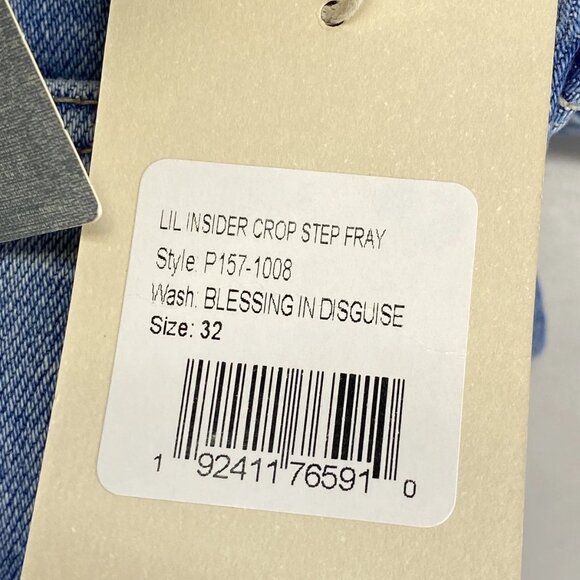 LIL INSIDER CROP STEP FRAY
Style: P157-1008
Wash: BLESSING IN DISGUISE
Size: 32
1 92411 76591 0